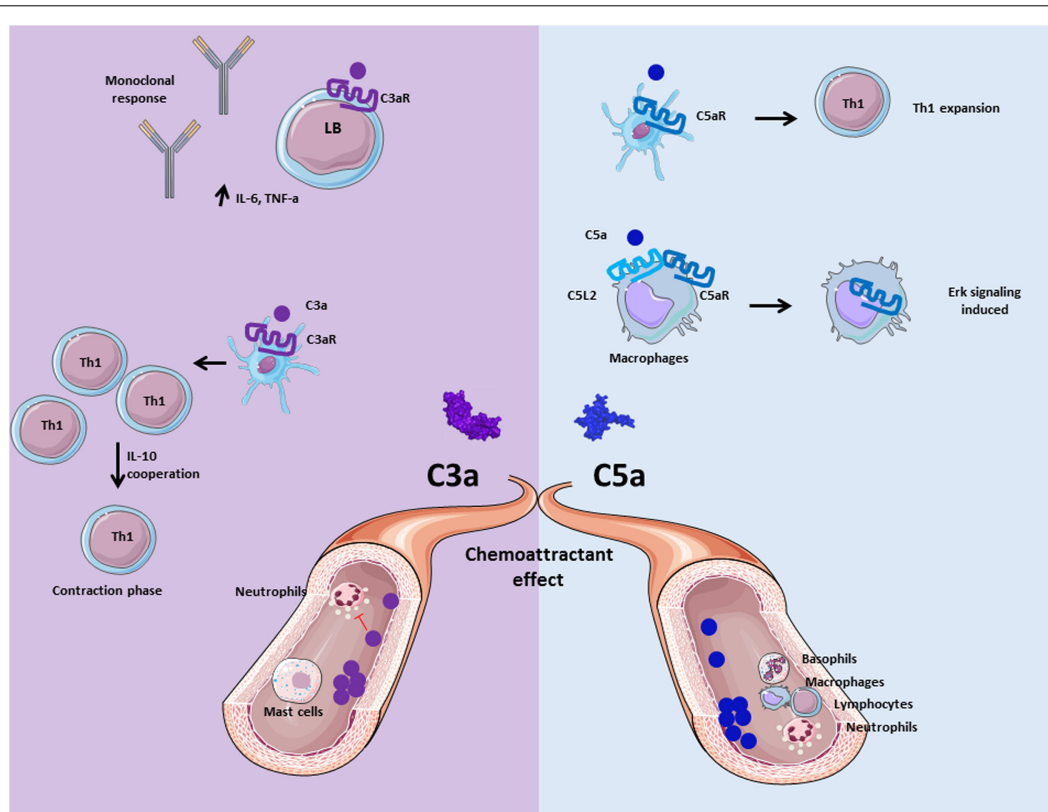 Monoclonal
response
C3aR
LB
IL-6, TNF-a
C3a
C3aR
Th1
Th1
Th1
IL-10
cooperation
Th1
Contraction phase
C5aR
Th1
Th1 expansion
C5a
C5L2
C5aR
Macrophages
Erk signaling
induced
C3a
C5a
Chemoattractant
effect
Neutrophils
Mast cells
Basophils
Macrophages
Lymphocytes
Neutrophils